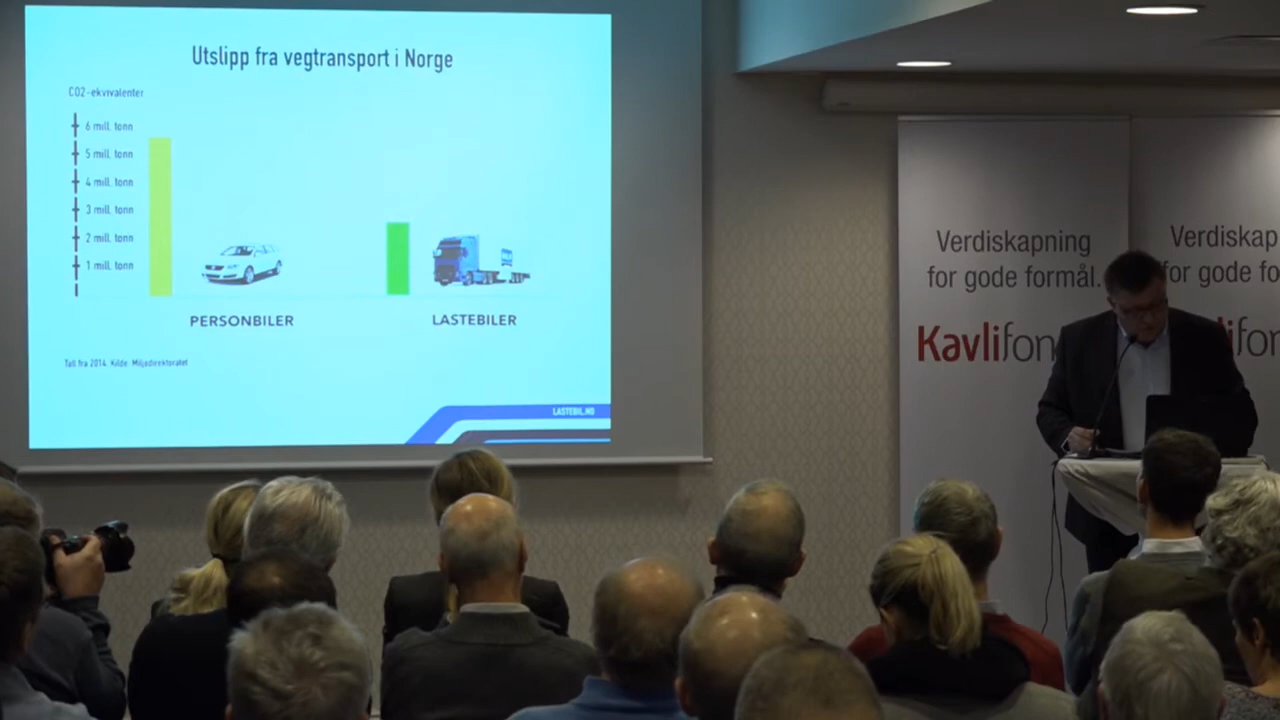 Utslipp fra vegtransport i Norge
CO2-ekvivalenter
6 mill. tonn
5 mill. tonn
4 mill. tonn
3 mill. tonn
2 mill. tonn
1 mill. tonn
PERSONBILER
LASTEBILER
Tall fra 2014. Kilde: Miljødirektoratet
LASTEBIL.NO
Verdiskapning
for gode formål.
Kavlifon
Verdiskap
for gode fo
lifon